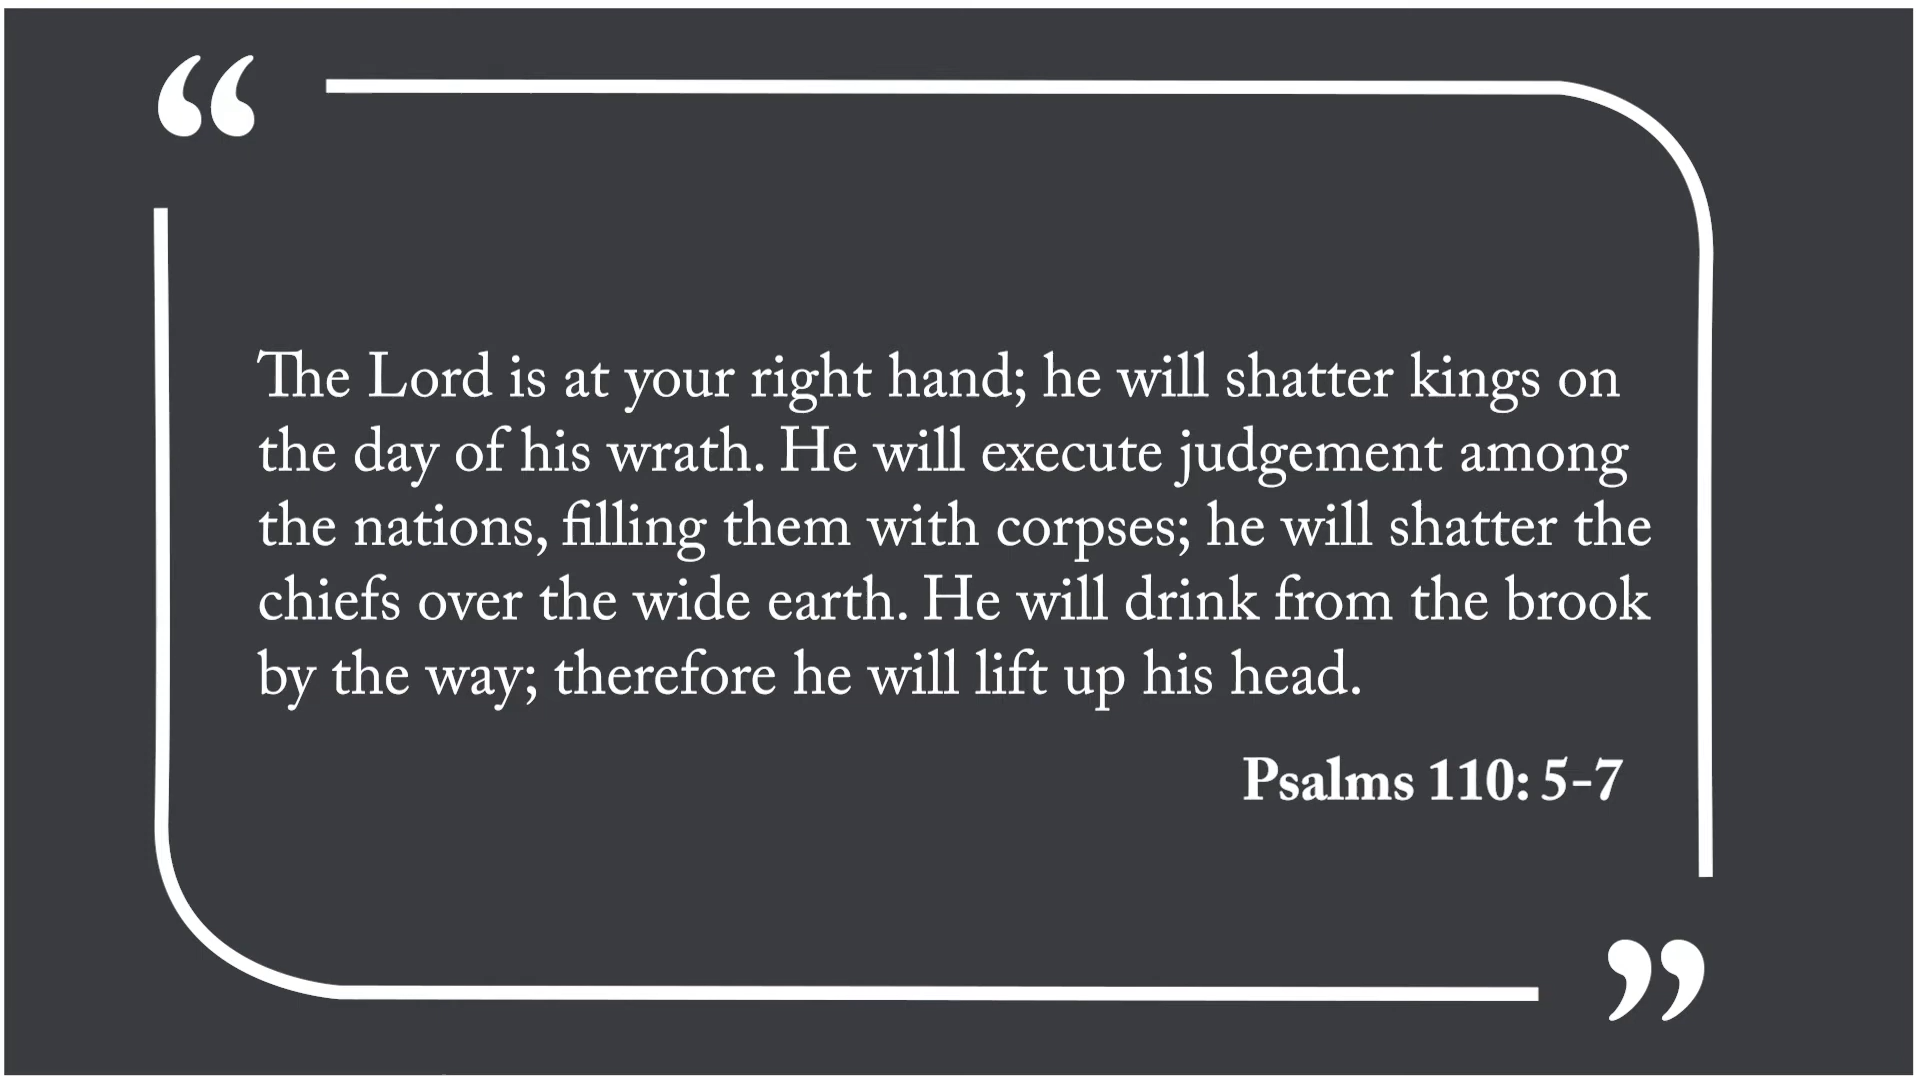 “
The Lord is at your right hand; he will shatter kings on
the day of his wrath. He will execute judgement among
the nations, filling them with corpses; he will shatter the
chiefs over the wide earth. He will drink from the brook
by the way; therefore he will lift up his head.
Psalms 110: 5-7
”